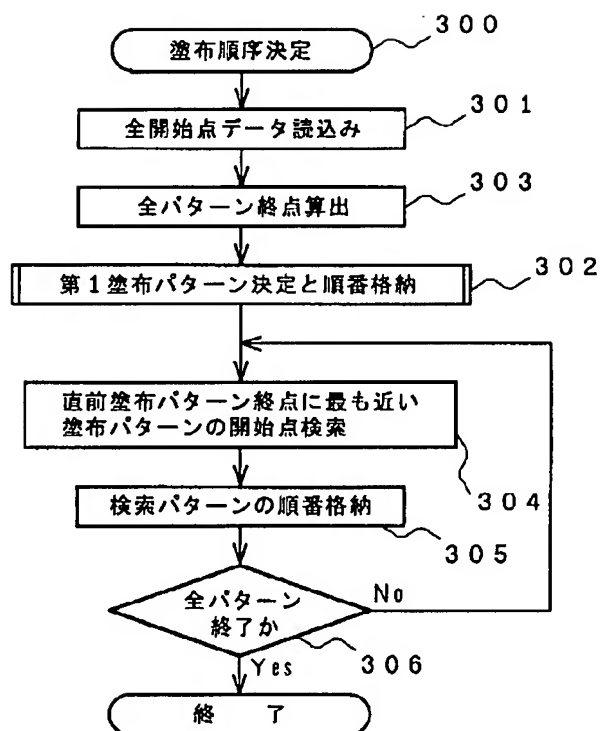 300
塗布順序決定
301
全開始点データ読込み
303
全パターン終点算出
302
第1塗布パターン決定と順番格納
直前塗布パターン終点に最も近い
塗布パターンの開始点検索
304
検索パターンの順番格納
305
全パターン
終了か
No
306
Yes
終 了